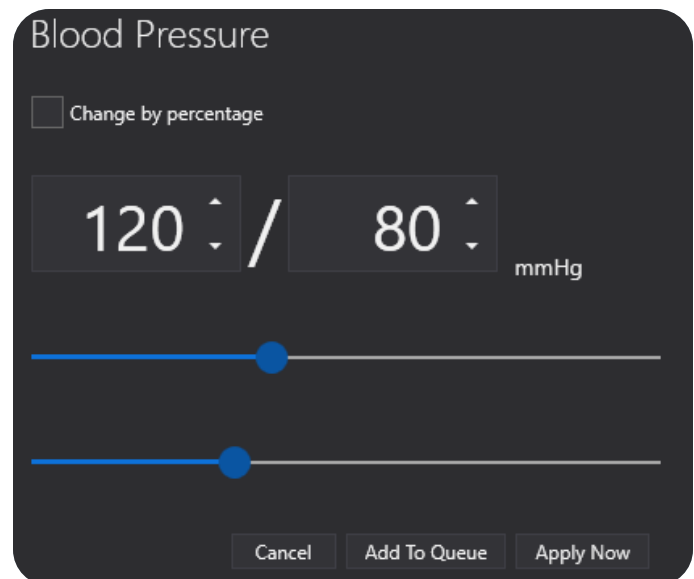 Blood Pressure
Change by percentage
120 / 80 mmHg
Cancel Add To Queue Apply Now